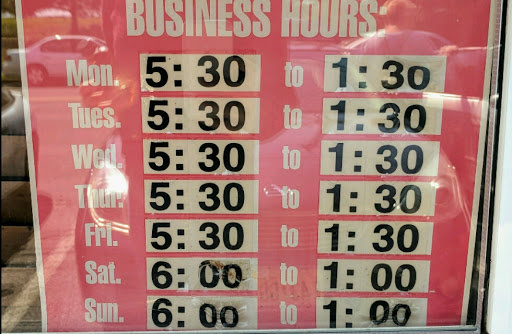 BUSINESS HOURS:
Mon. 5:30 to 1:30
Tues. 5:30 to 1:30
Wed. 5:30 to 1:30
Thur. 5:30 to 1:30
Fri. 5:30 to 1:30
Sat. 6:00 to 1:00
Sun. 6:00 to 1:00